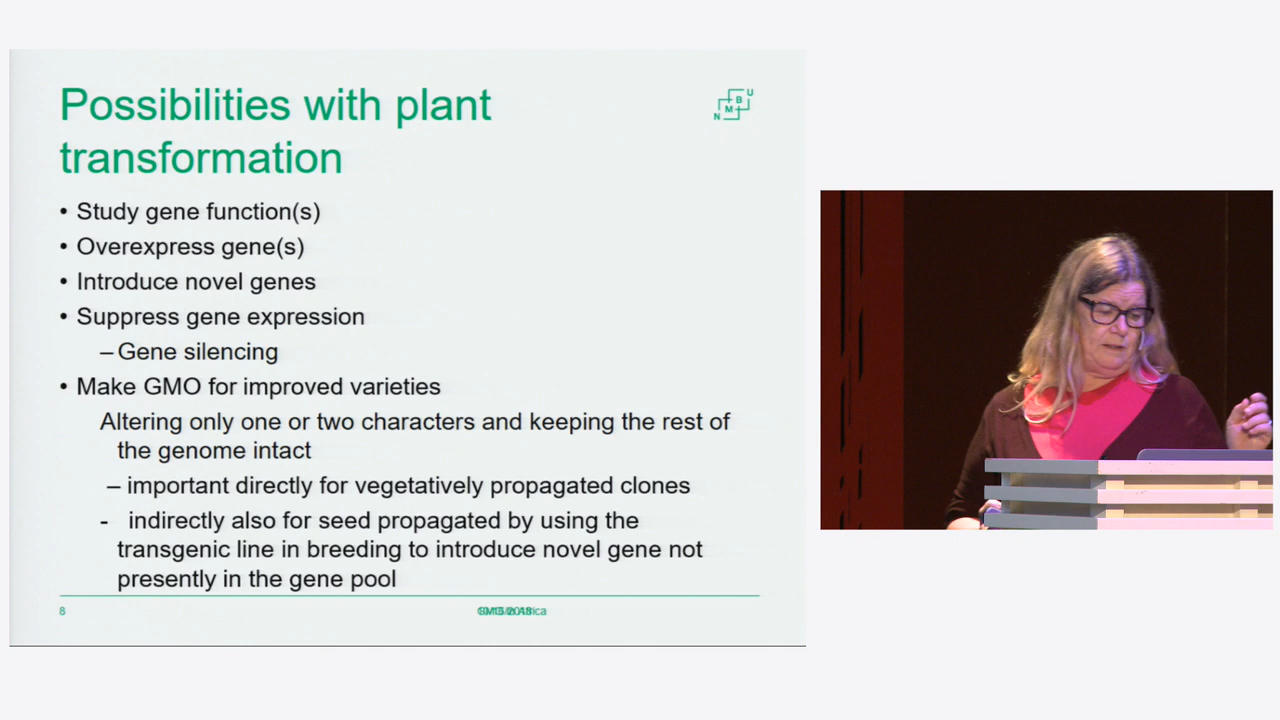 Possibilities with plant
transformation
N M B U
• Study gene function(s)
• Overexpress gene(s)
• Introduce novel genes
• Suppress gene expression
– Gene silencing
• Make GMO for improved varieties
Altering only one or two characters and keeping the rest of
the genome intact
– important directly for vegetatively propagated clones
- indirectly also for seed propagated by using the
transgenic line in breeding to introduce novel gene not
presently in the gene pool
8